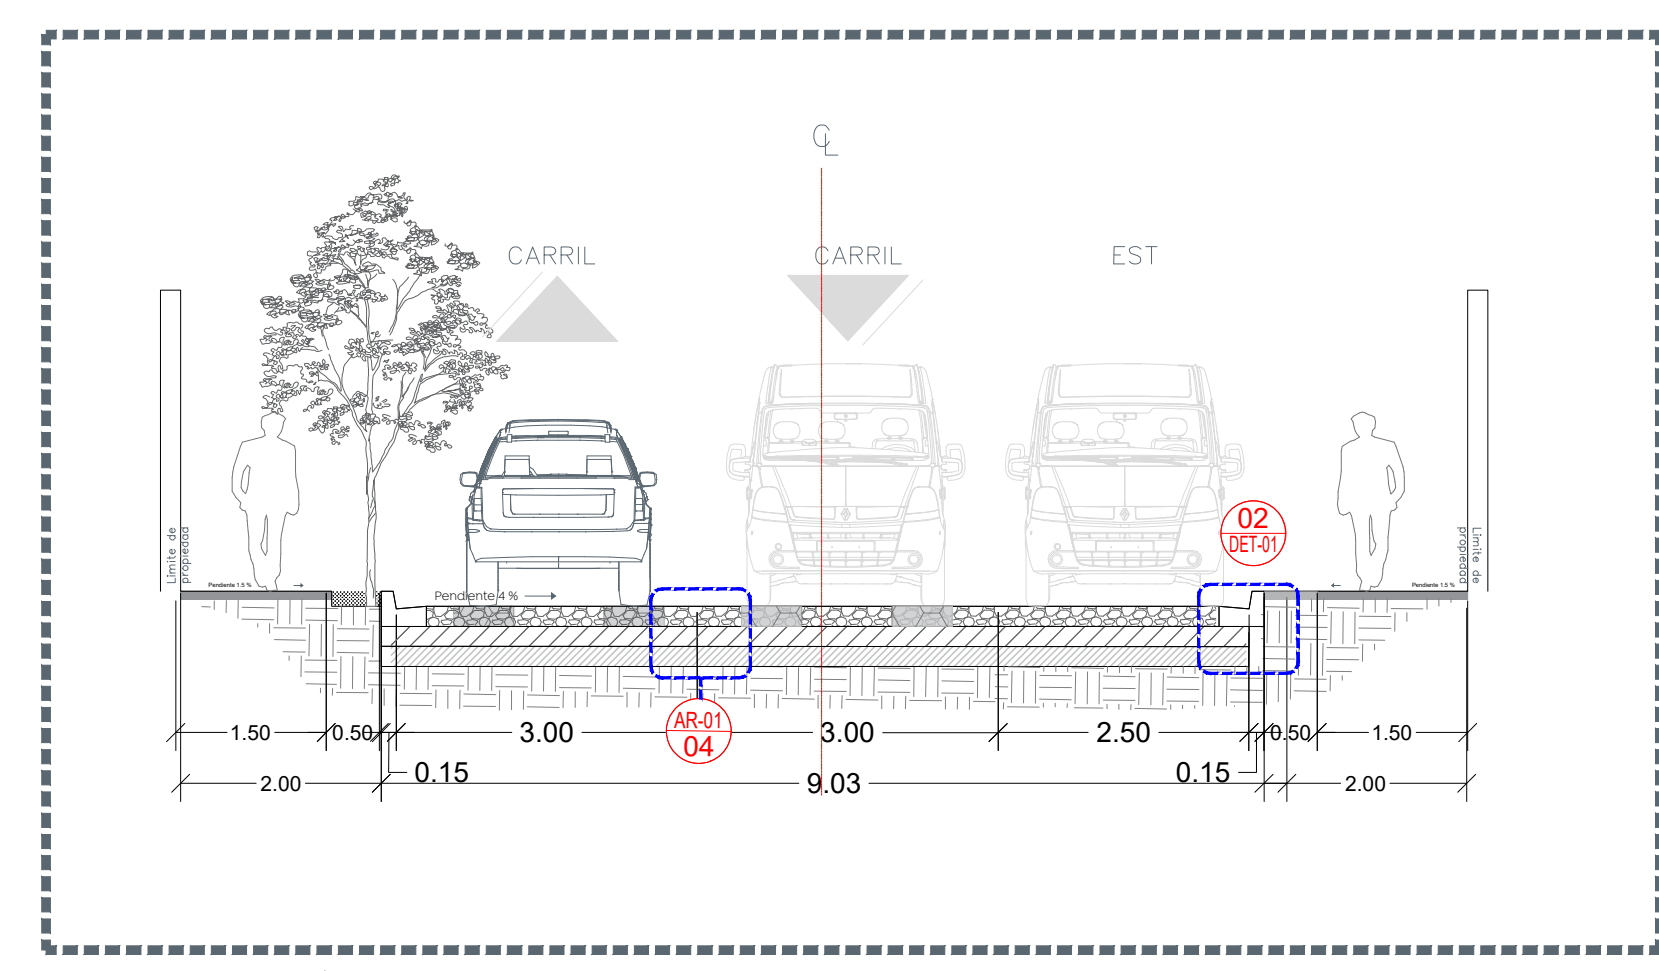 CL
CARRIL
CARRIL
EST
Límite de
propiedad
Pendiente 1.5 %
Pendiente 4 %
02
DET-01
Límite de
propiedad
Pendiente 1.5 %
1.50
0.50
3.00
AR-01
04
3.00
2.50
0.50
1.50
0.15
0.15
2.00
9.03
2.00